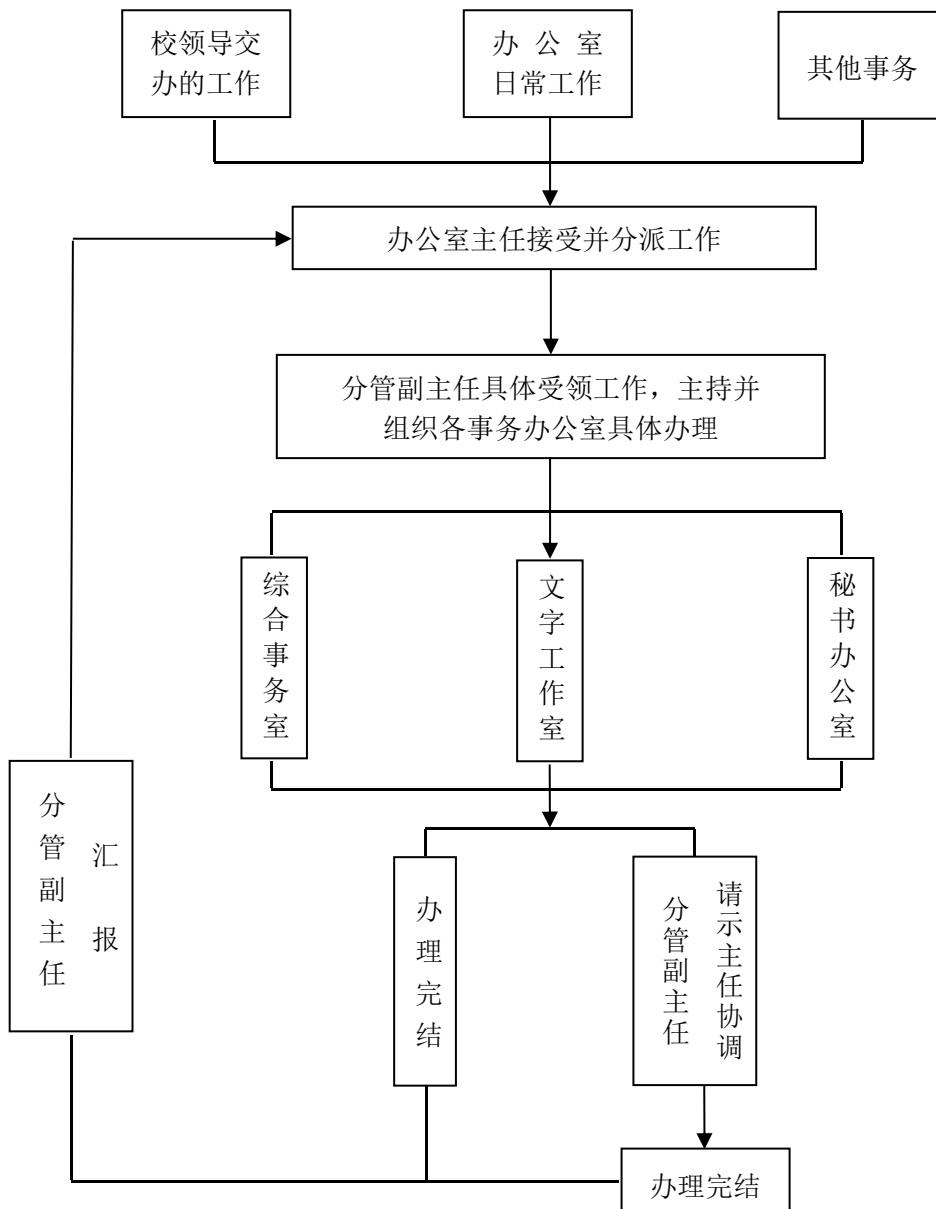 校领导交
办的工作
办 公 室
日常工作
其他事务
办公室主任接受并分派工作
分管副主任具体受领工作，主持并
组织各事务办公室具体办理
综合事务室
文字工作室
秘书办公室
分管副主任
汇报
办理完结
分管副主任
请示主任协调
办理完结